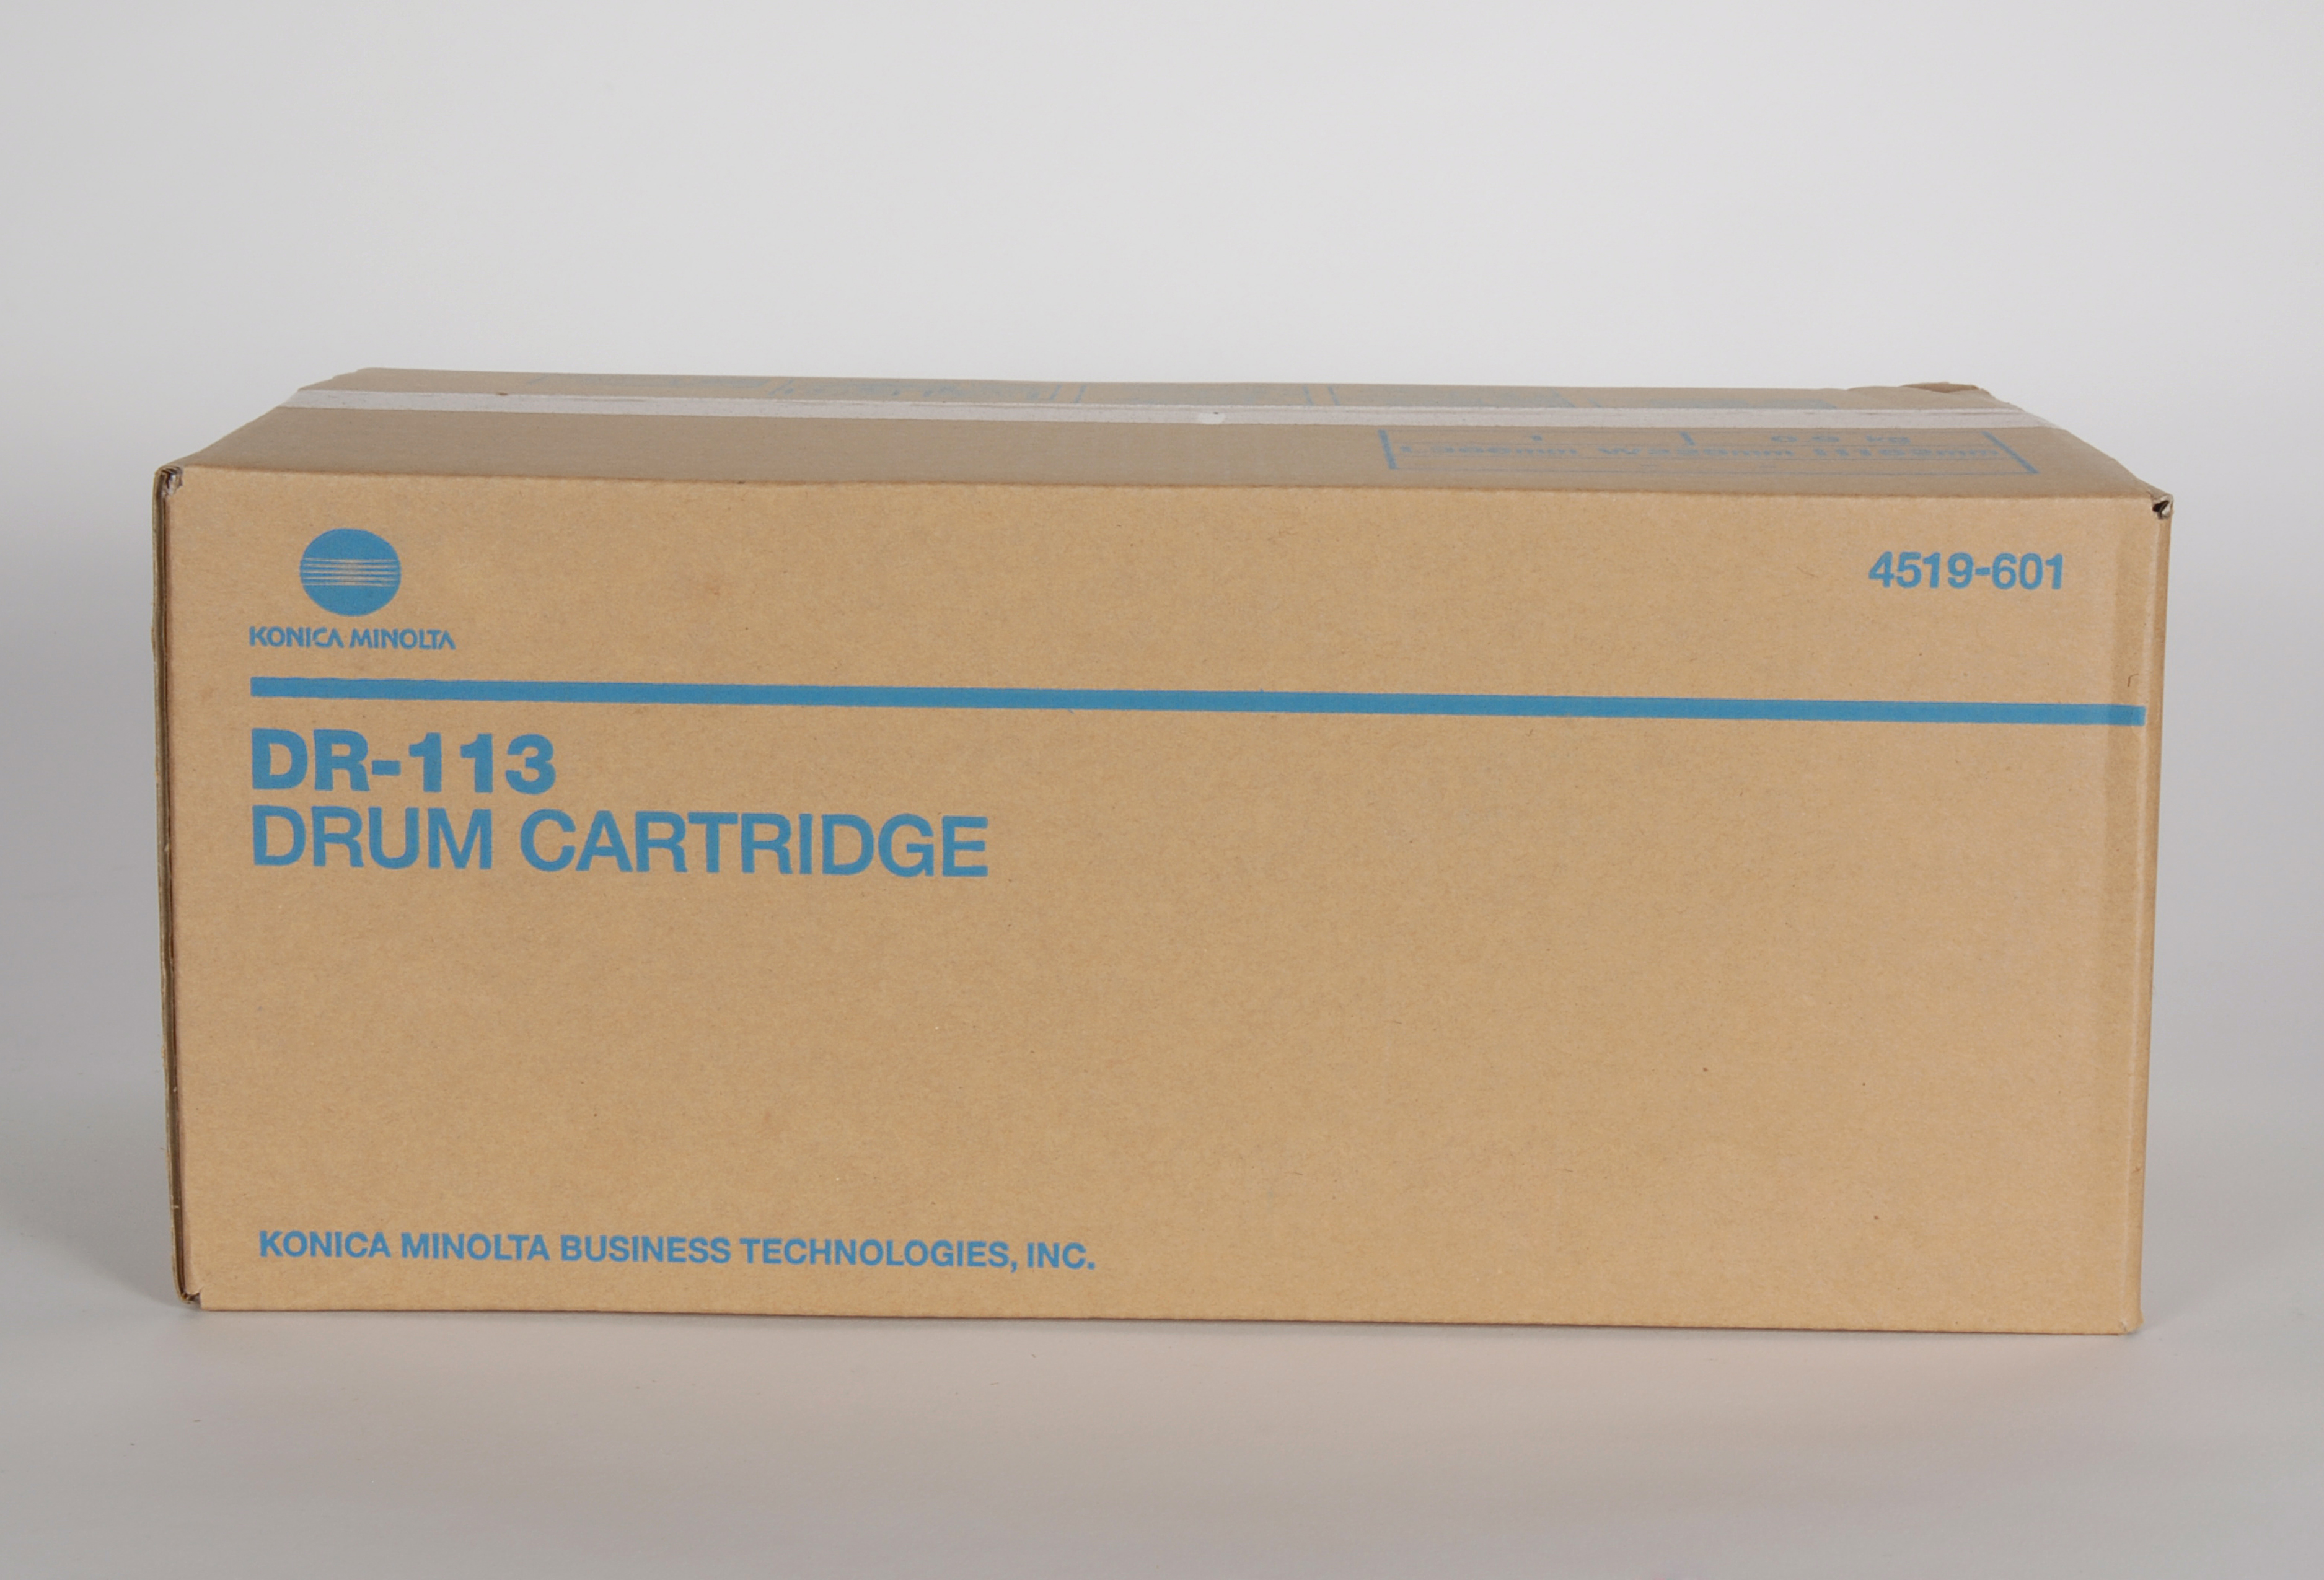 KONICA MINOLTA
4519-601
DR-113
DRUM CARTRIDGE
KONICA MINOLTA BUSINESS TECHNOLOGIES, INC.